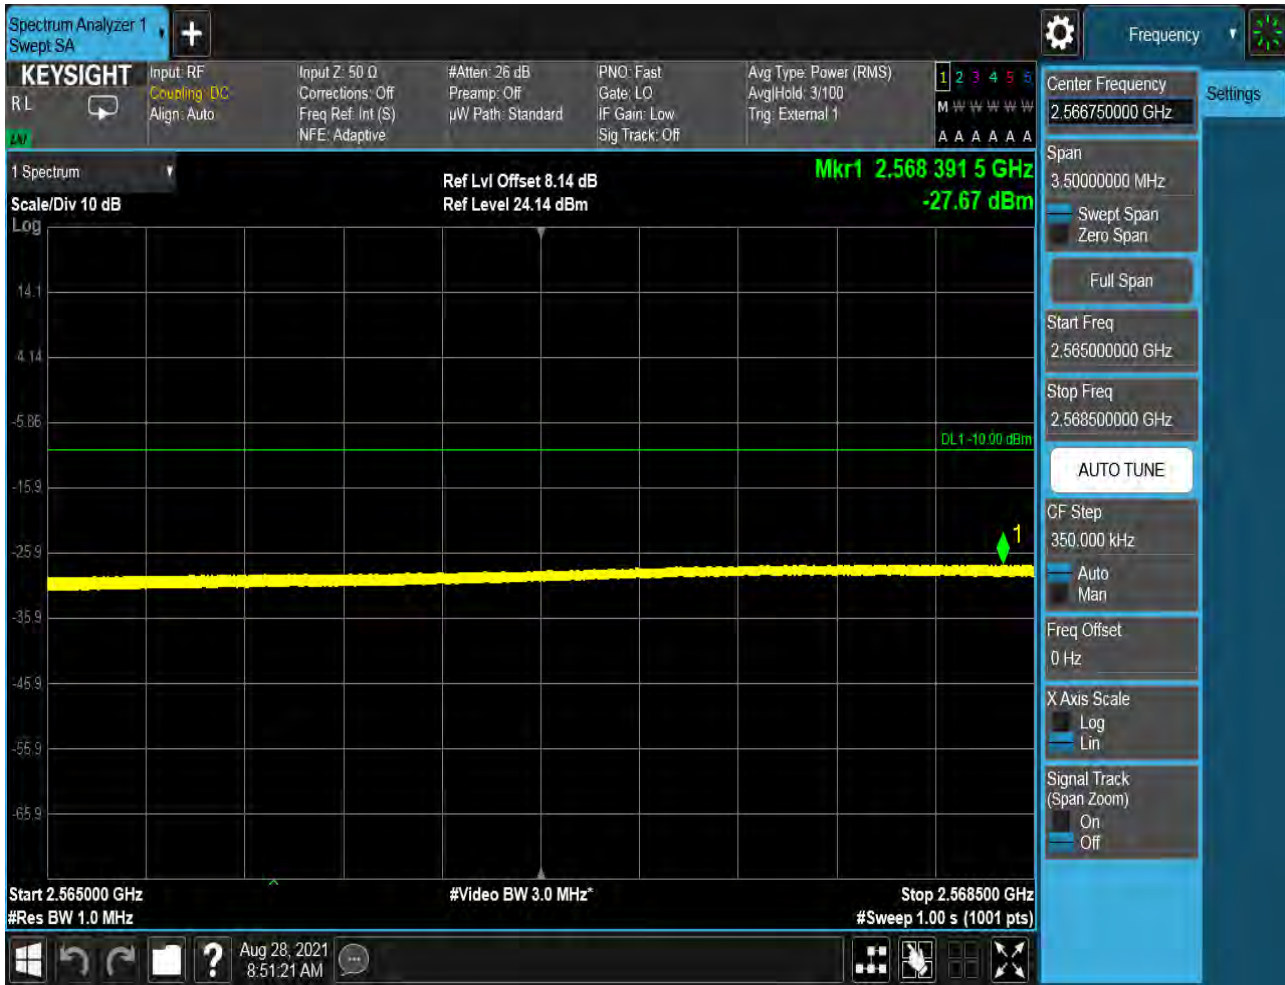 Spectrum Analyzer 1
Swept SA
Frequency
KEYSIGHT
R L
LXI
Input: RF
Coupling: DC
Align: Auto
Input Z: 50 Ω
Corrections: Off
Freq Ref: Int (S)
NFE: Adaptive
#Atten: 26 dB
Preamp: Off
µW Path: Standard
PNO: Fast
Gate: LO
IF Gain: Low
Sig Track: Off
Avg Type: Power (RMS)
Avg|Hold: 3/100
Trig: External 1
1 2 3 4 5 6
M W W W W W
A A A A A A
1 Spectrum
Scale/Div 10 dB
Log
Ref Lvl Offset 8.14 dB
Ref Level 24.14 dBm
Mkr1 2.568 391 5 GHz
-27.67 dBm
14.1
4.14
-5.86
-15.9
-25.9
-35.9
-45.9
-55.9
-65.9
DL1 -10.00 dBm
1
Start 2.565000 GHz
#Res BW 1.0 MHz
#Video BW 3.0 MHz*
Stop 2.568500 GHz
#Sweep 1.00 s (1001 pts)
Center Frequency
2.566750000 GHz
Settings
Span
3.50000000 MHz
Swept Span
Zero Span
Full Span
Start Freq
2.565000000 GHz
Stop Freq
2.568500000 GHz
AUTO TUNE
CF Step
350.000 kHz
Auto
Man
Freq Offset
0 Hz
X Axis Scale
Log
Lin
Signal Track
(Span Zoom)
On
Off
?
Aug 28, 2021
8:51:21 AM